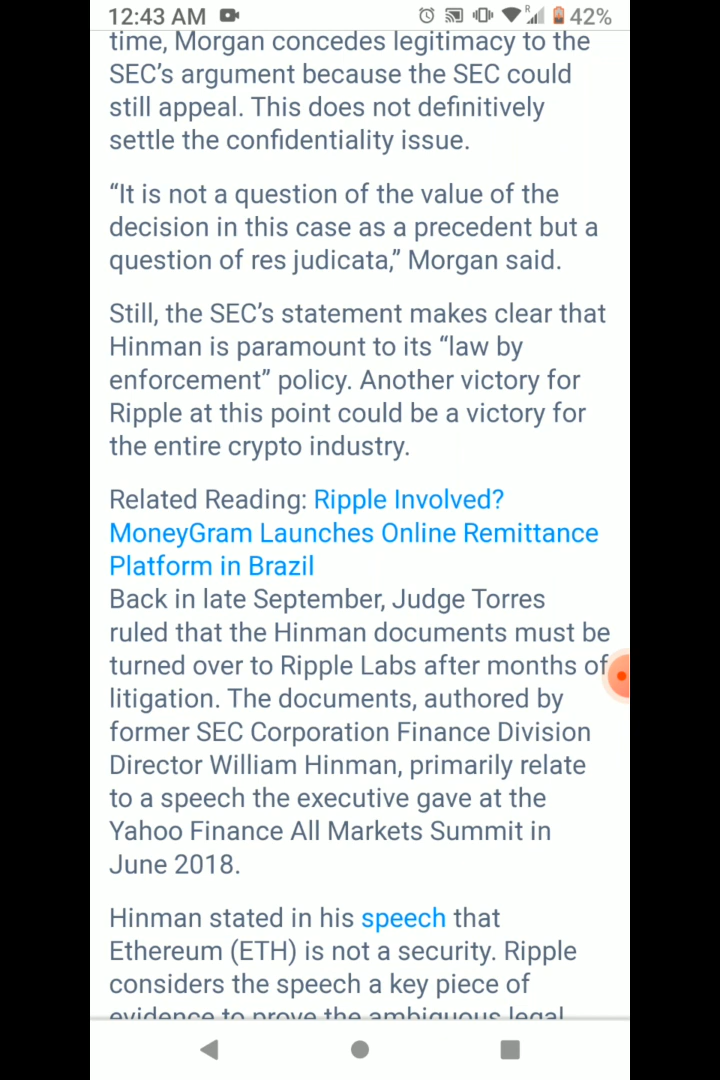 12:43 AM
R
42%
time, Morgan concedes legitimacy to the
SEC’s argument because the SEC could
still appeal. This does not definitively
settle the confidentiality issue.
“It is not a question of the value of the
decision in this case as a precedent but a
question of res judicata,” Morgan said.
Still, the SEC’s statement makes clear that
Hinman is paramount to its “law by
enforcement” policy. Another victory for
Ripple at this point could be a victory for
the entire crypto industry.
Related Reading: Ripple Involved?
MoneyGram Launches Online Remittance
Platform in Brazil
Back in late September, Judge Torres
ruled that the Hinman documents must be
turned over to Ripple Labs after months of
litigation. The documents, authored by
former SEC Corporation Finance Division
Director William Hinman, primarily relate
to a speech the executive gave at the
Yahoo Finance All Markets Summit in
June 2018.
Hinman stated in his speech that
Ethereum (ETH) is not a security. Ripple
considers the speech a key piece of
evidence to prove the ambiguous legal